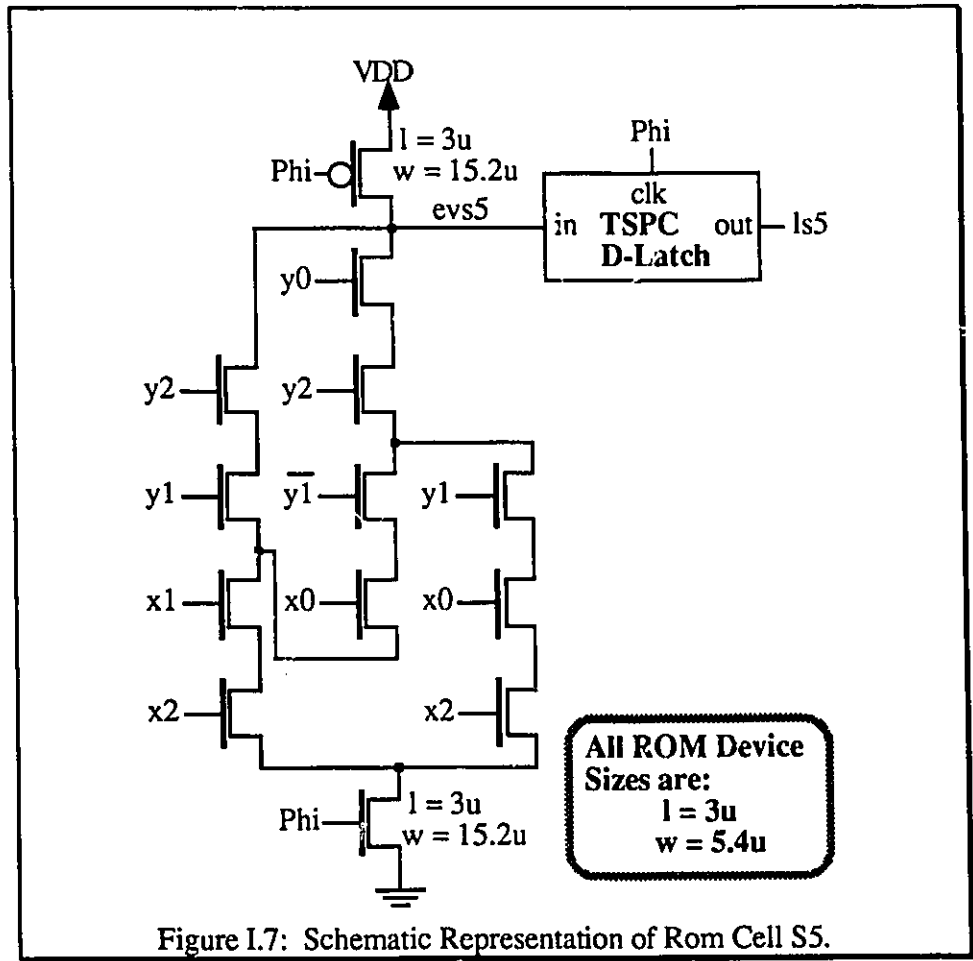 VDD
l = 3u
Phi
w = 15.2u
Phi
clk
evs5
in TSPC out ls5
D-Latch
y0
y2 y2
y1 y1̅ y1
x1 x0 x0
x2 x2
All ROM Device
Sizes are:
l = 3u
w = 5.4u
Phi
l = 3u
w = 15.2u
Figure I.7: Schematic Representation of Rom Cell S5.